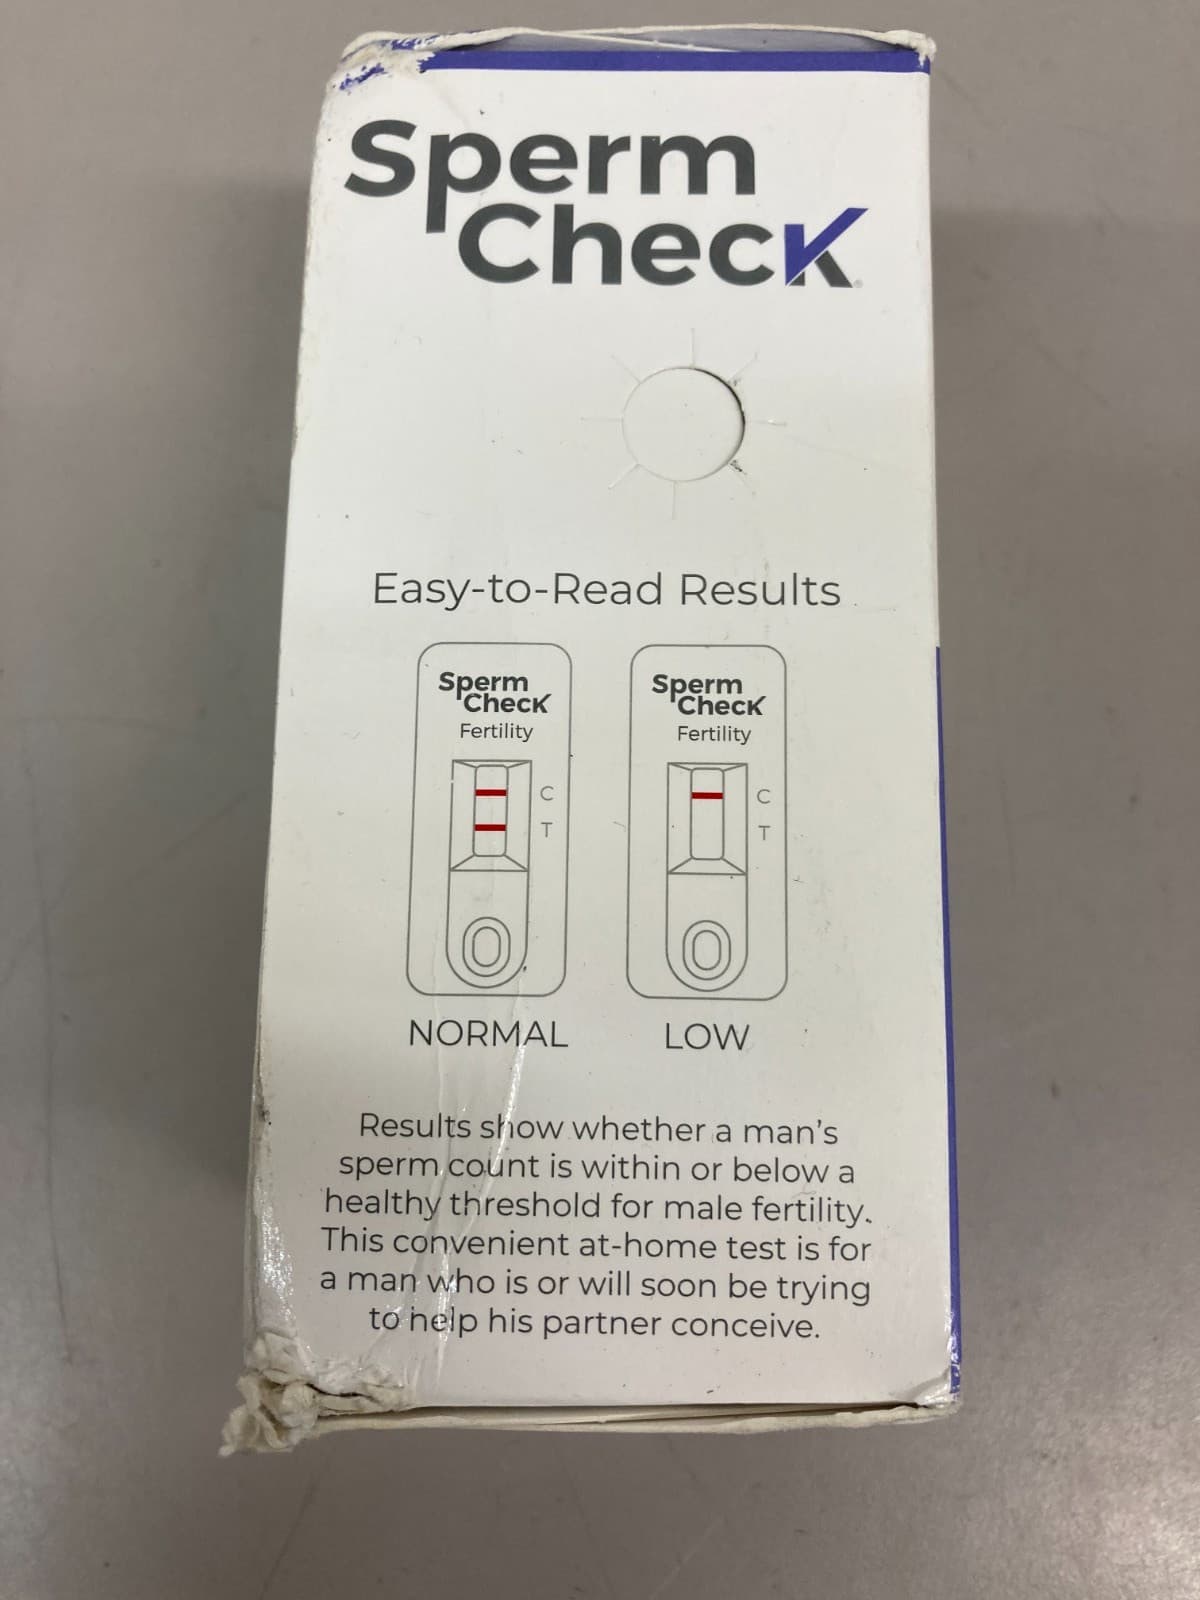 Sperm
Check®
Easy-to-Read Results
Sperm
Check
Fertility
C
T
NORMAL
Sperm
Check
Fertility
C
T
LOW
Results show whether a man's
sperm count is within or below a
healthy threshold for male fertility.
This convenient at-home test is for
a man who is or will soon be trying
to help his partner conceive.